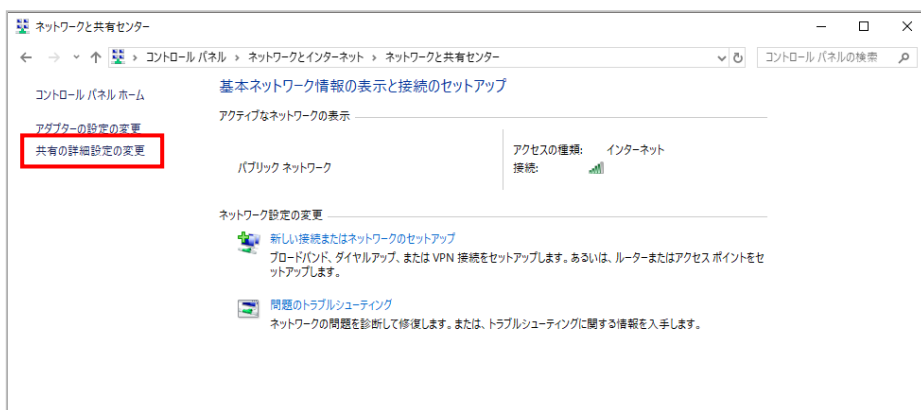 ネットワークと共有センター
コントロール パネル › ネットワークとインターネット › ネットワークと共有センター
コントロール パネルの検索
コントロール パネル ホーム
アダプターの設定の変更
共有の詳細設定の変更
基本ネットワーク情報の表示と接続のセットアップ
アクティブなネットワークの表示
パブリック ネットワーク
アクセスの種類: インターネット
接続:
ネットワーク設定の変更
新しい接続またはネットワークのセットアップ
ブロードバンド、ダイヤルアップ、または VPN 接続をセットアップします。あるいは、ルーターまたはアクセス ポイントをセ
ットアップします。
問題のトラブルシューティング
ネットワークの問題を診断して修復します。または、トラブルシューティングに関する情報を入手します。